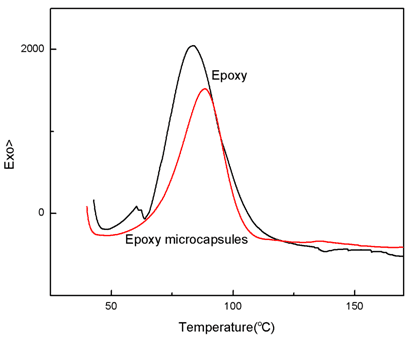 2000
Epoxy
Exo>
0
Epoxy microcapsules
50
100
150
Temperature(°C)